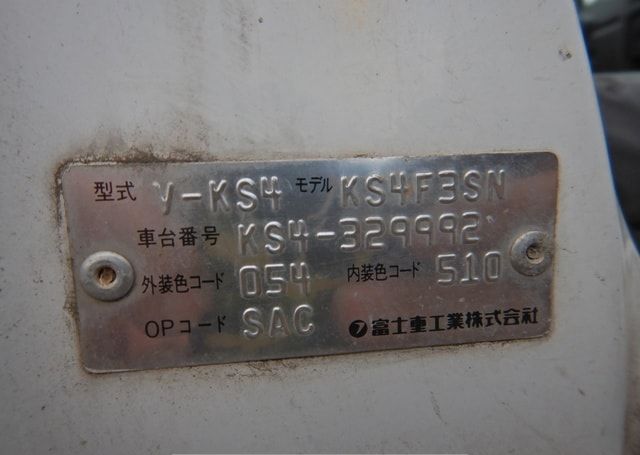 型式 V-KS4 モデル KS4F3SN
車台番号 KS4-329992
外装色コード 054 内装色コード 510
OPコード SAC フ 富士重工業株式会社